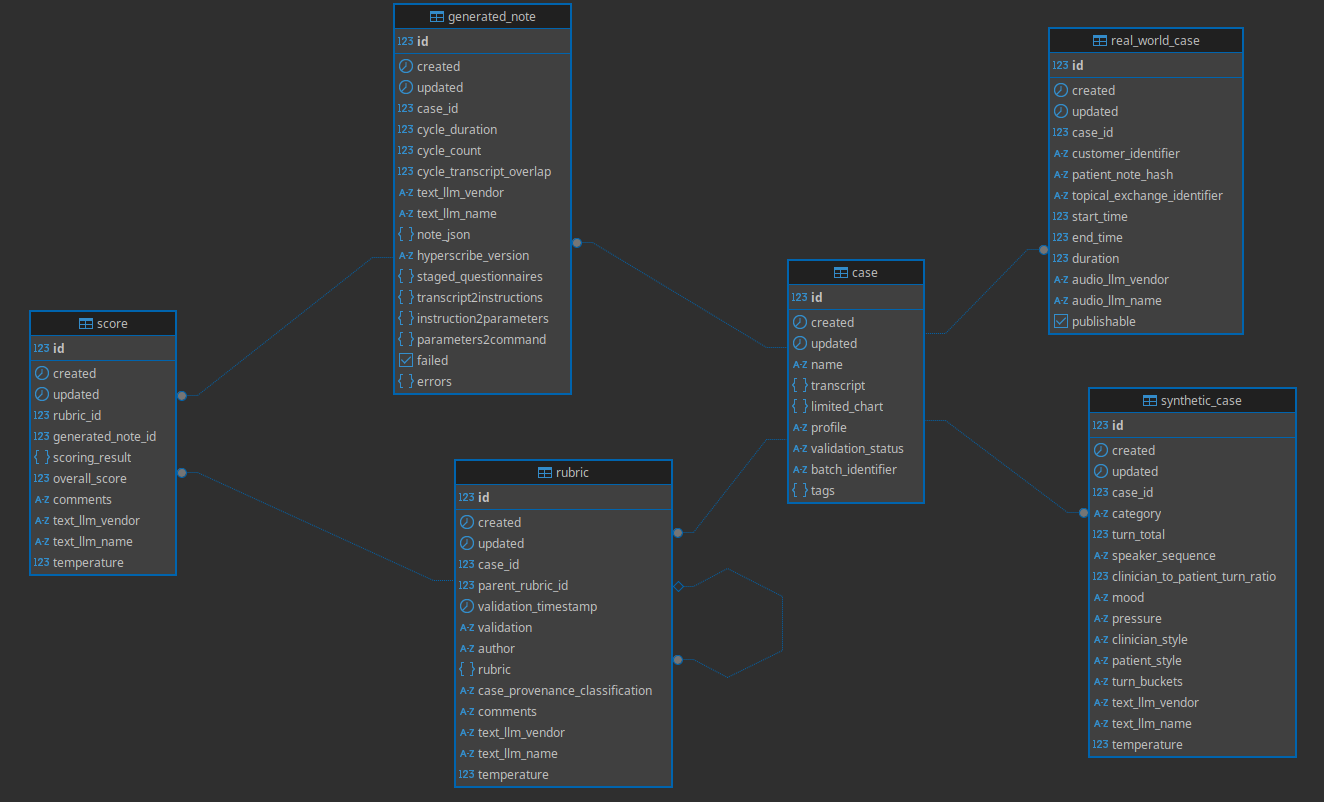 generated_note
123 id
created
updated
123 case_id
123 cycle_duration
123 cycle_count
123 cycle_transcript_overlap
A-Z text_llm_vendor
A-Z text_llm_name
{ } note_json
A-Z hyperscribe_version
{ } staged_questionnaires
{ } transcript2instructions
{ } instruction2parameters
{ } parameters2command
failed
{ } errors
real_world_case
123 id
created
updated
123 case_id
A-Z customer_identifier
A-Z patient_note_hash
A-Z topical_exchange_identifier
123 start_time
123 end_time
123 duration
A-Z audio_llm_vendor
A-Z audio_llm_name
publishable
case
123 id
created
updated
A-Z name
{ } transcript
{ } limited_chart
A-Z profile
A-Z validation_status
A-Z batch_identifier
{ } tags
score
123 id
created
updated
123 rubric_id
123 generated_note_id
{ } scoring_result
123 overall_score
A-Z comments
A-Z text_llm_vendor
A-Z text_llm_name
123 temperature
rubric
123 id
created
updated
123 case_id
123 parent_rubric_id
validation_timestamp
A-Z validation
A-Z author
{ } rubric
A-Z case_provenance_classification
A-Z comments
A-Z text_llm_vendor
A-Z text_llm_name
123 temperature
synthetic_case
123 id
created
updated
123 case_id
A-Z category
123 turn_total
A-Z speaker_sequence
123 clinician_to_patient_turn_ratio
A-Z mood
A-Z pressure
A-Z clinician_style
A-Z patient_style
A-Z turn_buckets
A-Z text_llm_vendor
A-Z text_llm_name
123 temperature